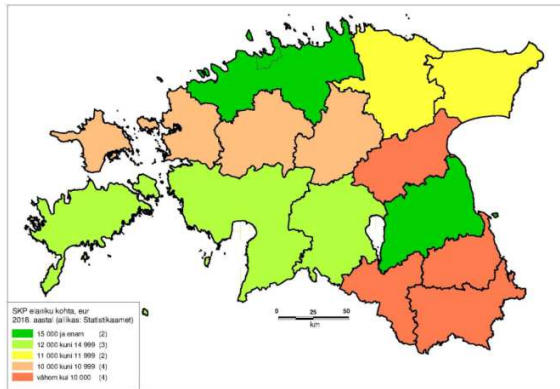 0 25 50
km
SKP elaniku kohta, eur
2018. aastal (allikas: Statistikaamet)
15 000 ja enam (2)
12 000 kuni 14 999 (3)
11 000 kuni 11 999 (2)
10 000 kuni 10 999 (4)
vähem kui 10 000 (4)